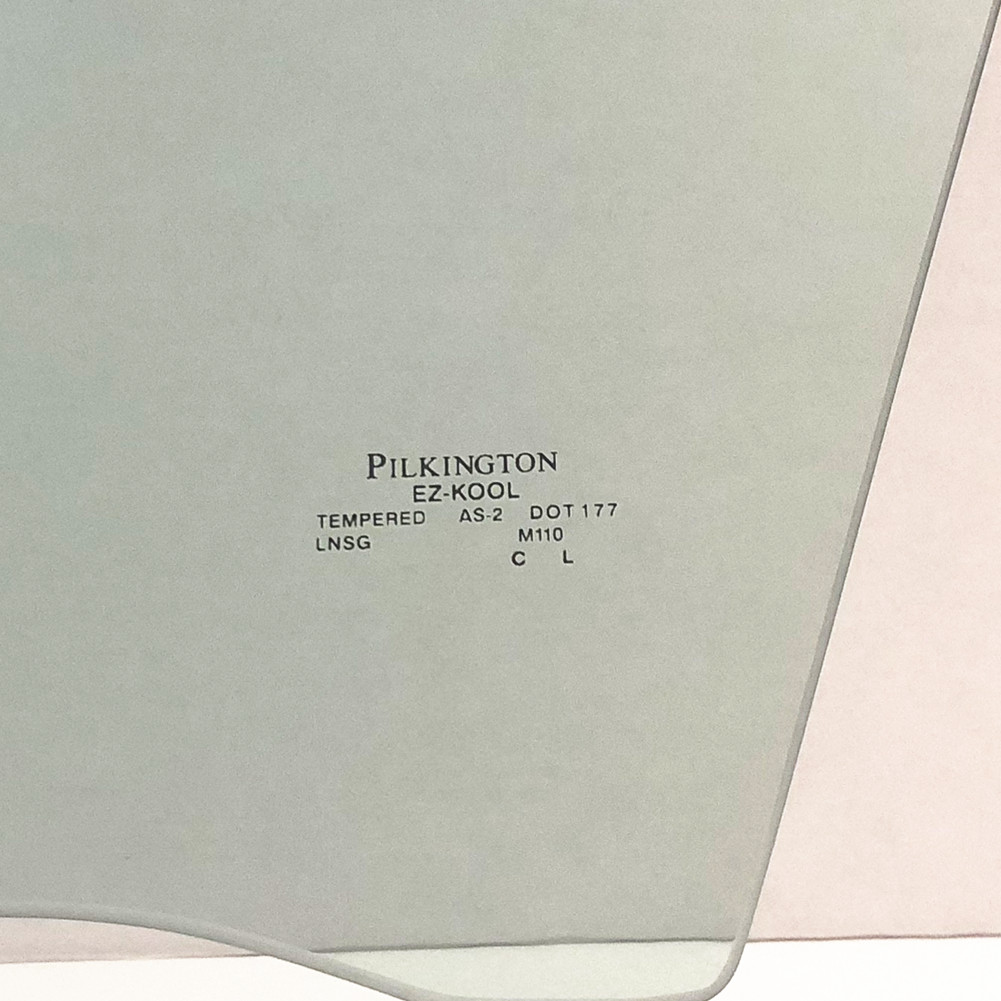 PILKINGTON
EZ-KOOL
TEMPERED AS-2 DOT 177
LNSG M110
C L